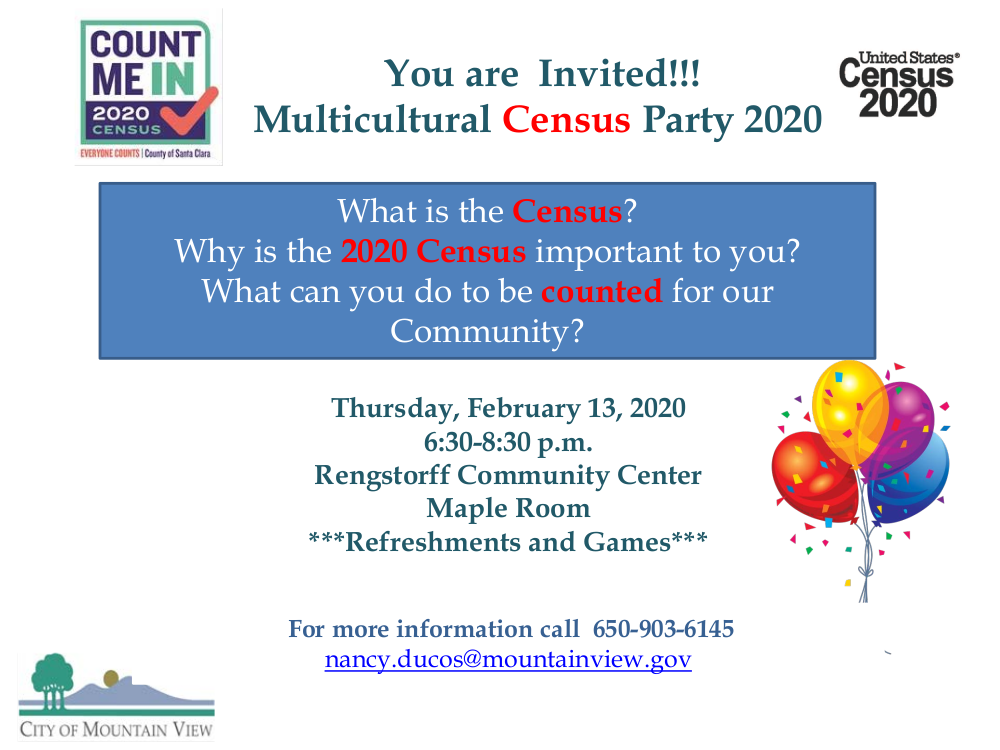 COUNT
ME IN
2020
CENSUS
EVERYONE COUNTS | County of Santa Clara
You are Invited!!!
Multicultural Census Party 2020
United States®
Census
2020
What is the Census?
Why is the 2020 Census important to you?
What can you do to be counted for our
Community?
Thursday, February 13, 2020
6:30-8:30 p.m.
Rengstorff Community Center
Maple Room
***Refreshments and Games***
For more information call 650-903-6145
nancy.ducos@mountainview.gov
CITY OF MOUNTAIN VIEW